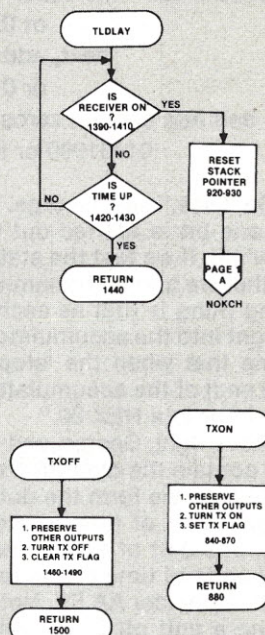 TLDLAY
IS
RECEIVER ON
?
1390-1410
YES
NO
RESET
STACK
POINTER
920-930
IS
TIME UP
?
1420-1430
NO
YES
PAGE 1
A
NOKCH
RETURN
1440
TXOFF
1. PRESERVE
OTHER OUTPUTS
2. TURN TX OFF
3. CLEAR TX FLAG
1460-1490
RETURN
1500
TXON
1. PRESERVE
OTHER OUTPUTS
2. TURN TX ON
3. SET TX FLAG
840-870
RETURN
880